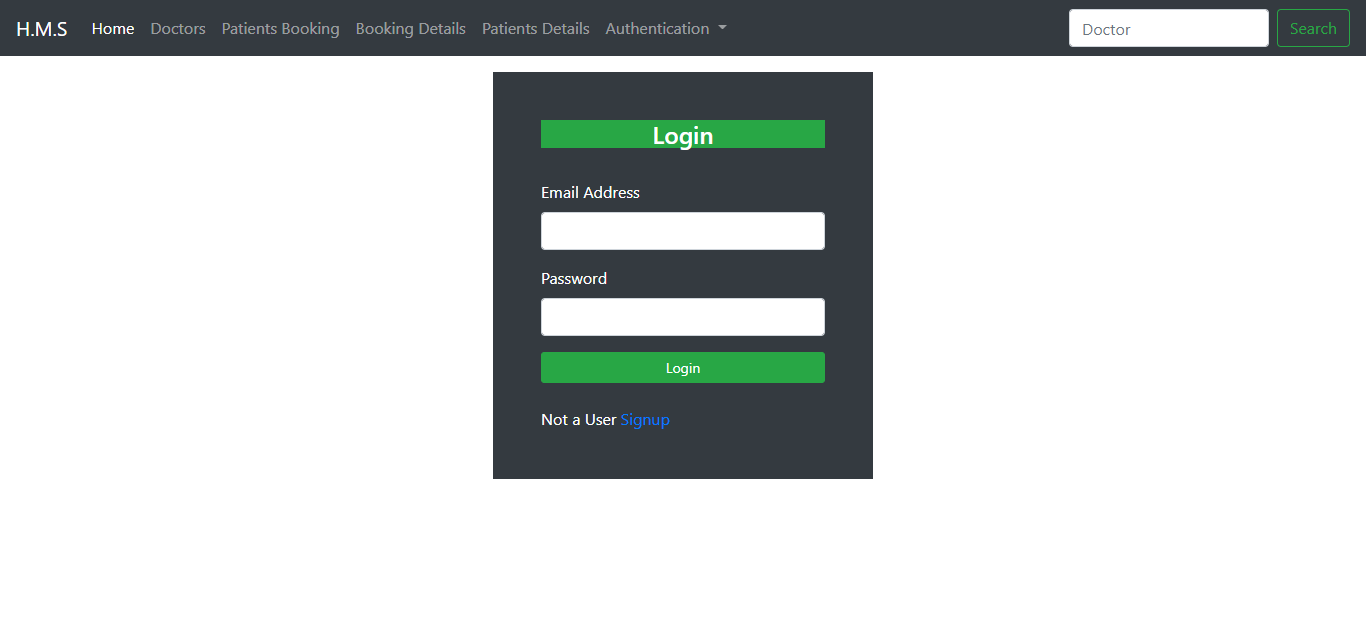 H.M.S Home Doctors Patients Booking Booking Details Patients Details Authentication Doctor Search
Login
Email Address
Password
Login
Not a User Signup